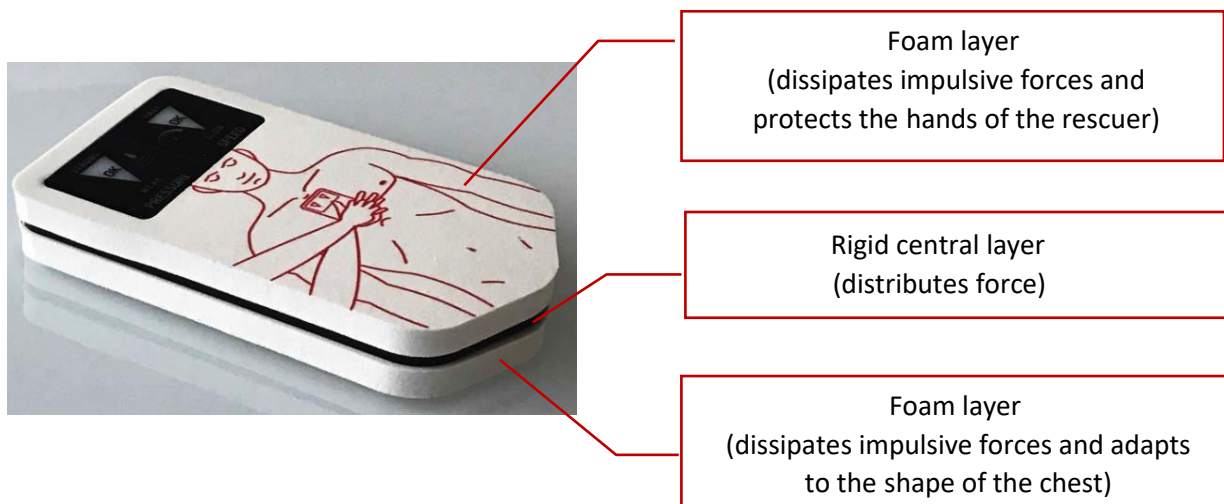 Foam layer
(dissipates impulsive forces and
protects the hands of the rescuer)
OK
OK
SPEED
PRESSURE
Rigid central layer
(distributes force)
Foam layer
(dissipates impulsive forces and adapts
to the shape of the chest)